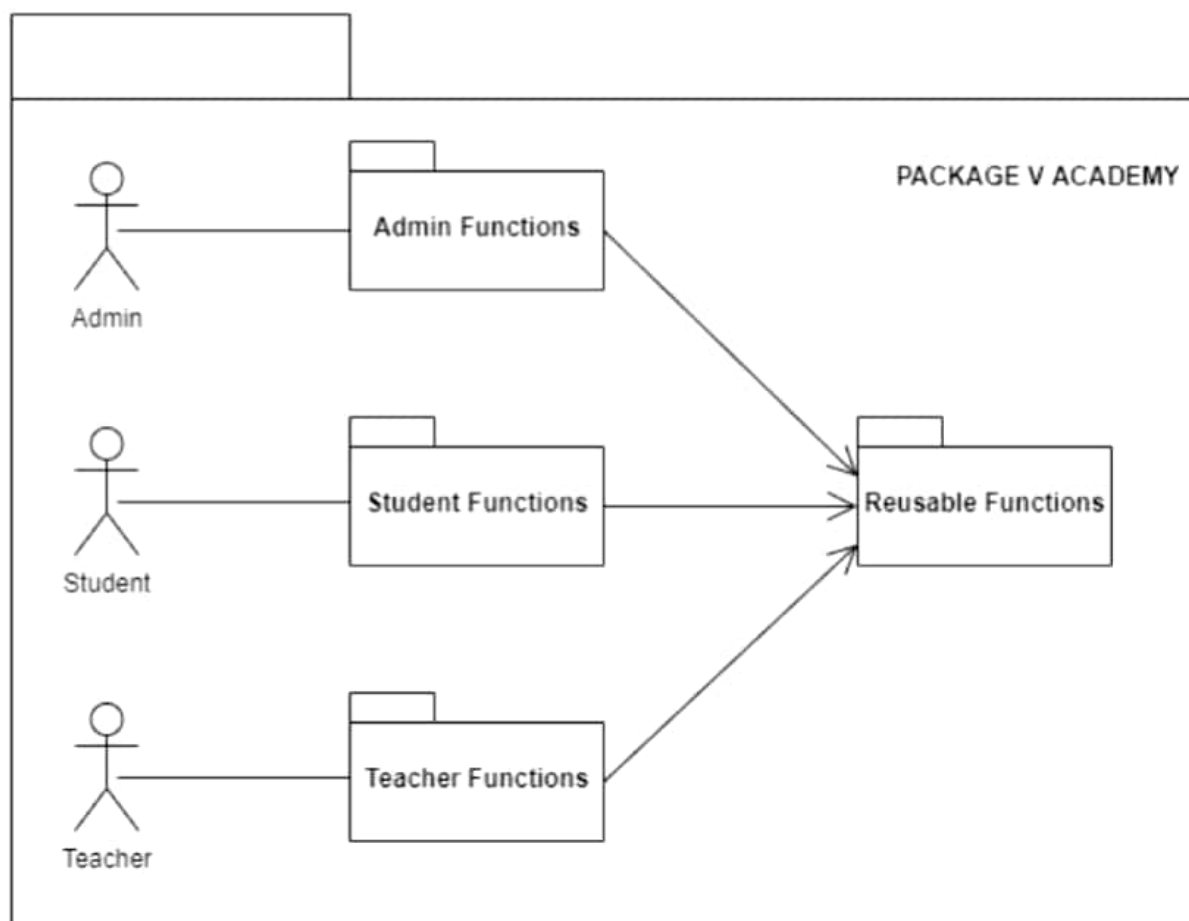 PACKAGE V ACADEMY
Admin Functions
Admin
Student Functions
Reusable Functions
Student
Teacher Functions
Teacher